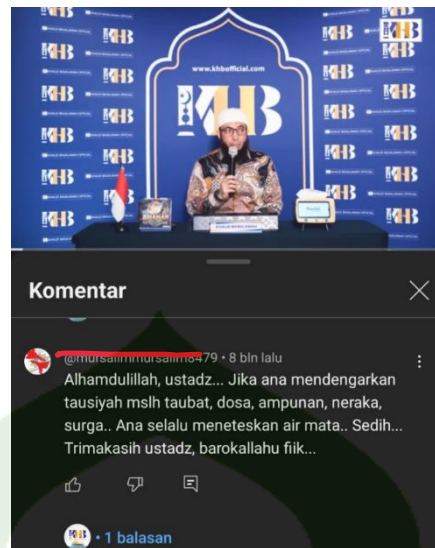 KHB
www.khbofficial.com
KHB
Komentar
@mursalimmursalim8479 • 8 bln lalu
Alhamdulillah, ustadz... Jika ana mendengarkan
tausiyah mslh taubat, dosa, ampunan, neraka,
surga.. Ana selalu meneteskan air mata.. Sedih...
Trimakasih ustadz, barokallahu fiik...
• 1 balasan